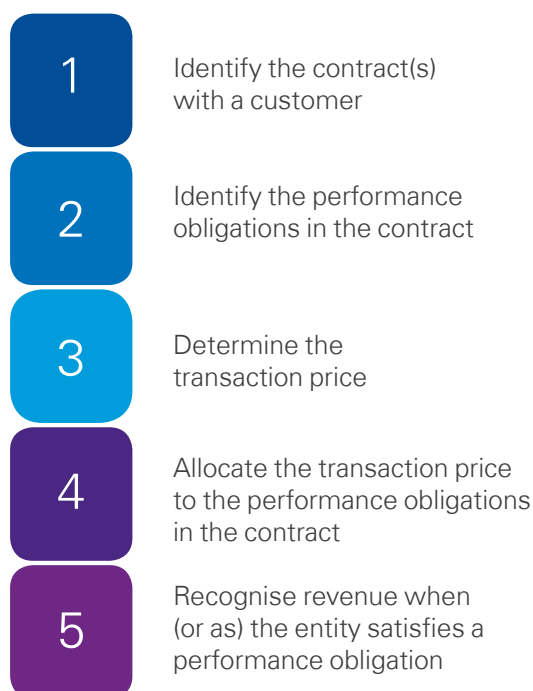 1
Identify the contract(s)
with a customer
2
Identify the performance
obligations in the contract
3
Determine the
transaction price
4
Allocate the transaction price
to the performance obligations
in the contract
5
Recognise revenue when
(or as) the entity satisfies a
performance obligation